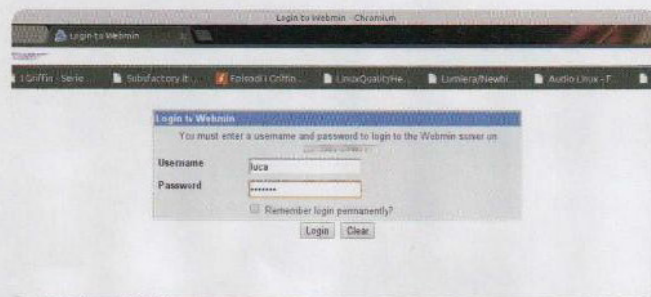 Login to Webmin - Chromium
Login to Webmin
I Griffin - Serie ... Subsfactory.it ... Episodi I Griffin ... LinuxQualityHe... Lumiera/Newbi... Audio Linux - F...
Login to Webmin
You must enter a username and password to login to the Webmin server on
Username luca
Password •••••••
Remember login permanently?
Login Clear